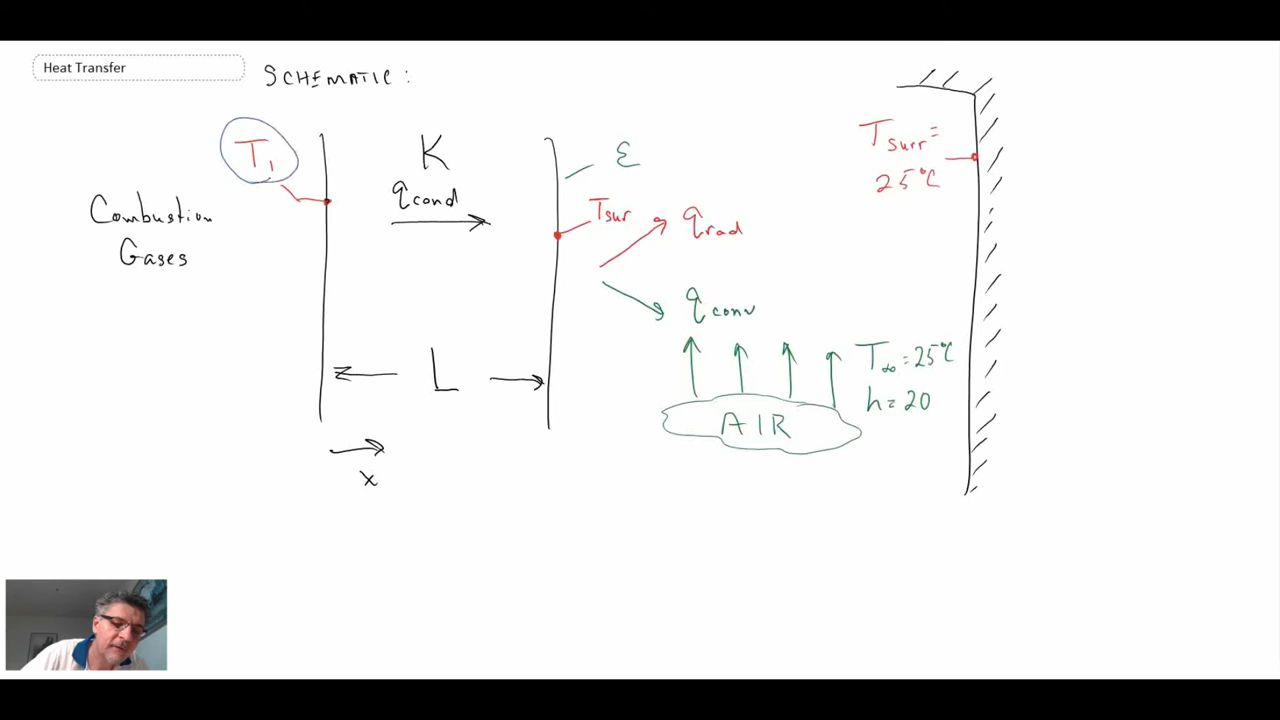 Heat Transfer
SCHEMATIC:
T₁
K
ε
Tsurr=
25°C
qcond
Combustion
Gases
Tsur
qrad
qconv
T∞=25°C
h=20
L
AIR
x